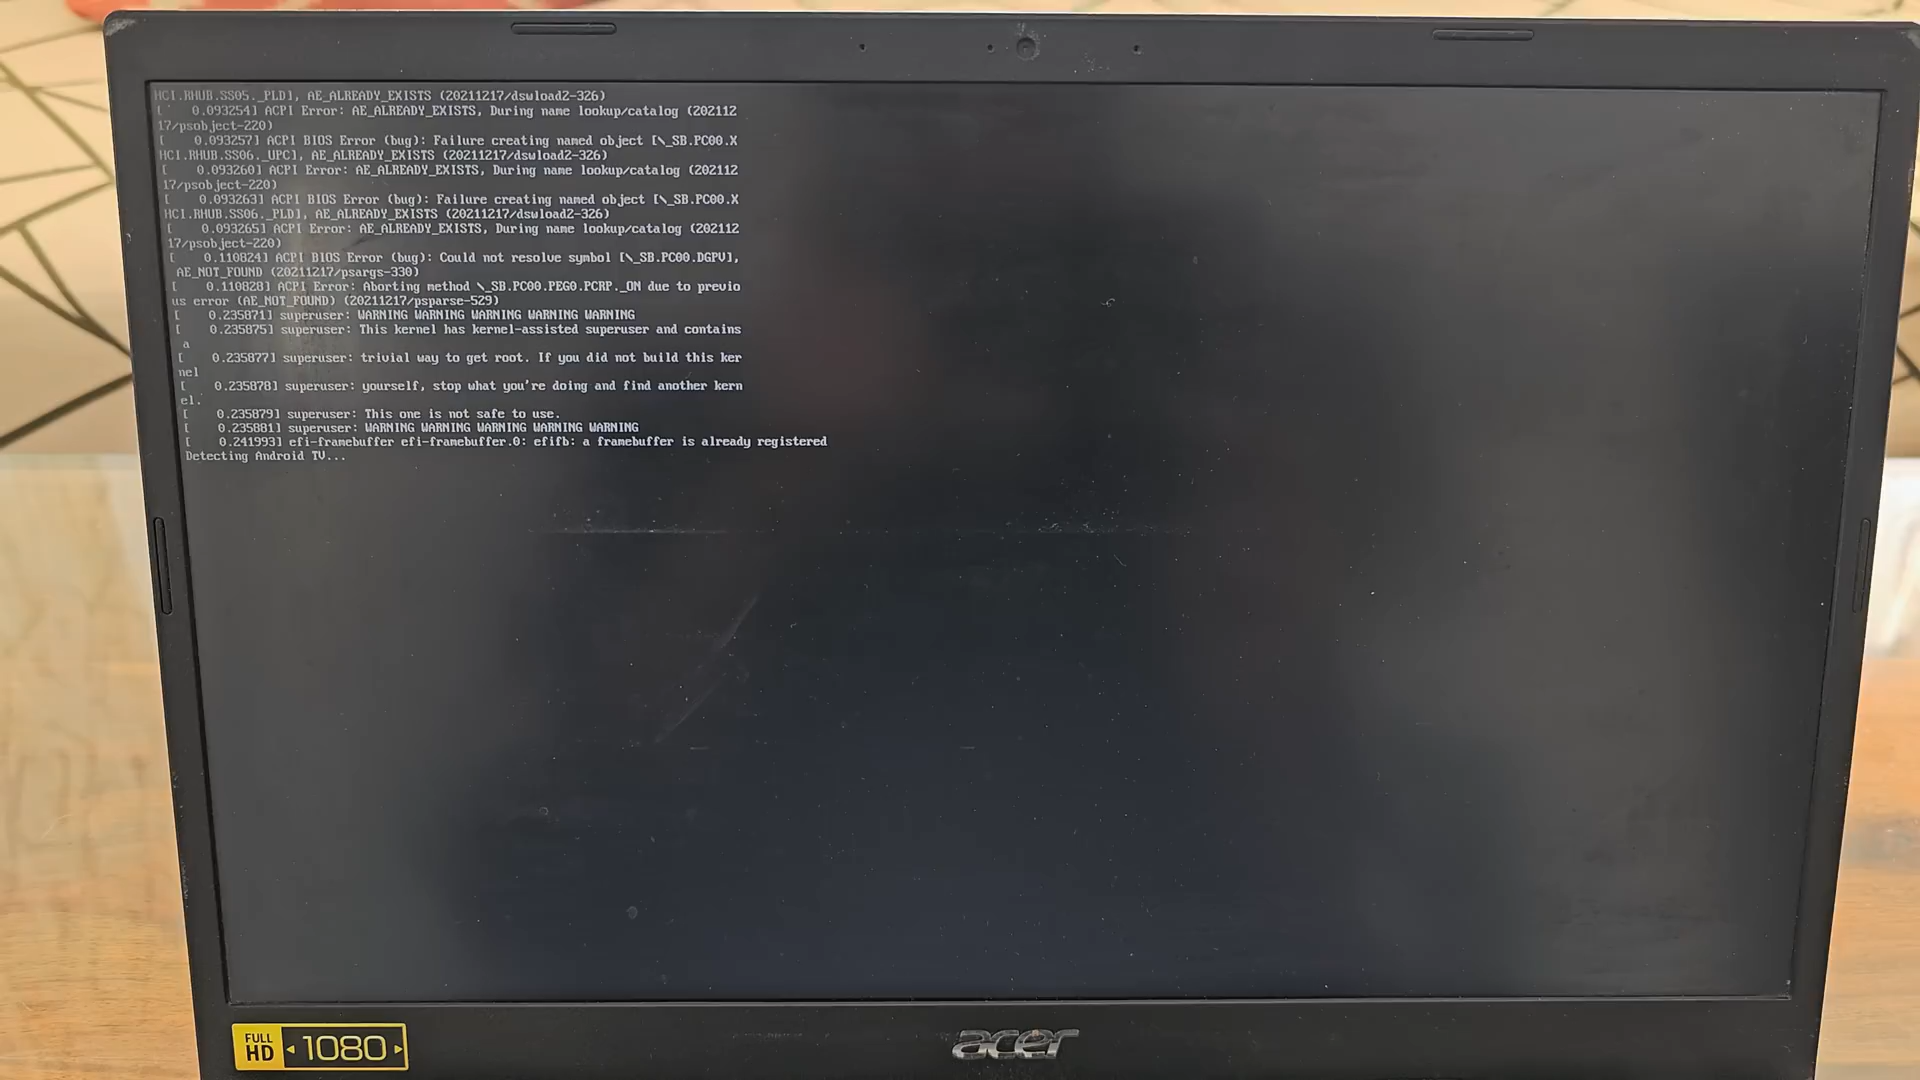 HCI.RHUB.SS05._PLD], AE_ALREADY_EXISTS (20211217/dswload2-326)
[    0.093254] ACPI Error: AE_ALREADY_EXISTS, During name lookup/catalog (202112
17/psobject-220)
[    0.093257] ACPI BIOS Error (bug): Failure creating named object [\_SB.PC00.X
HCI.RHUB.SS06._UPC], AE_ALREADY_EXISTS (20211217/dswload2-326)
[    0.093260] ACPI Error: AE_ALREADY_EXISTS, During name lookup/catalog (202112
17/psobject-220)
[    0.093263] ACPI BIOS Error (bug): Failure creating named object [\_SB.PC00.X
HCI.RHUB.SS06._PLD], AE_ALREADY_EXISTS (20211217/dswload2-326)
[    0.093265] ACPI Error: AE_ALREADY_EXISTS, During name lookup/catalog (202112
17/psobject-220)
[    0.110824] ACPI BIOS Error (bug): Could not resolve symbol [\_SB.PC00.DGPV],
AE_NOT_FOUND (20211217/psargs-330)
[    0.110828] ACPI Error: Aborting method \_SB.PC00.PEG0.PCRP._ON due to previo
us error (AE_NOT_FOUND) (20211217/psparse-529)
[    0.235871] superuser: WARNING WARNING WARNING WARNING WARNING
[    0.235875] superuser: This kernel has kernel-assisted superuser and contains
a
[    0.235877] superuser: trivial way to get root. If you did not build this ker
nel
[    0.235878] superuser: yourself, stop what you're doing and find another kern
el.
[    0.235879] superuser: This one is not safe to use.
[    0.235881] superuser: WARNING WARNING WARNING WARNING WARNING
[    0.241993] efi-framebuffer efi-framebuffer.0: efifb: a framebuffer is already registered
Detecting Android TV...
FULL HD 1080
acer